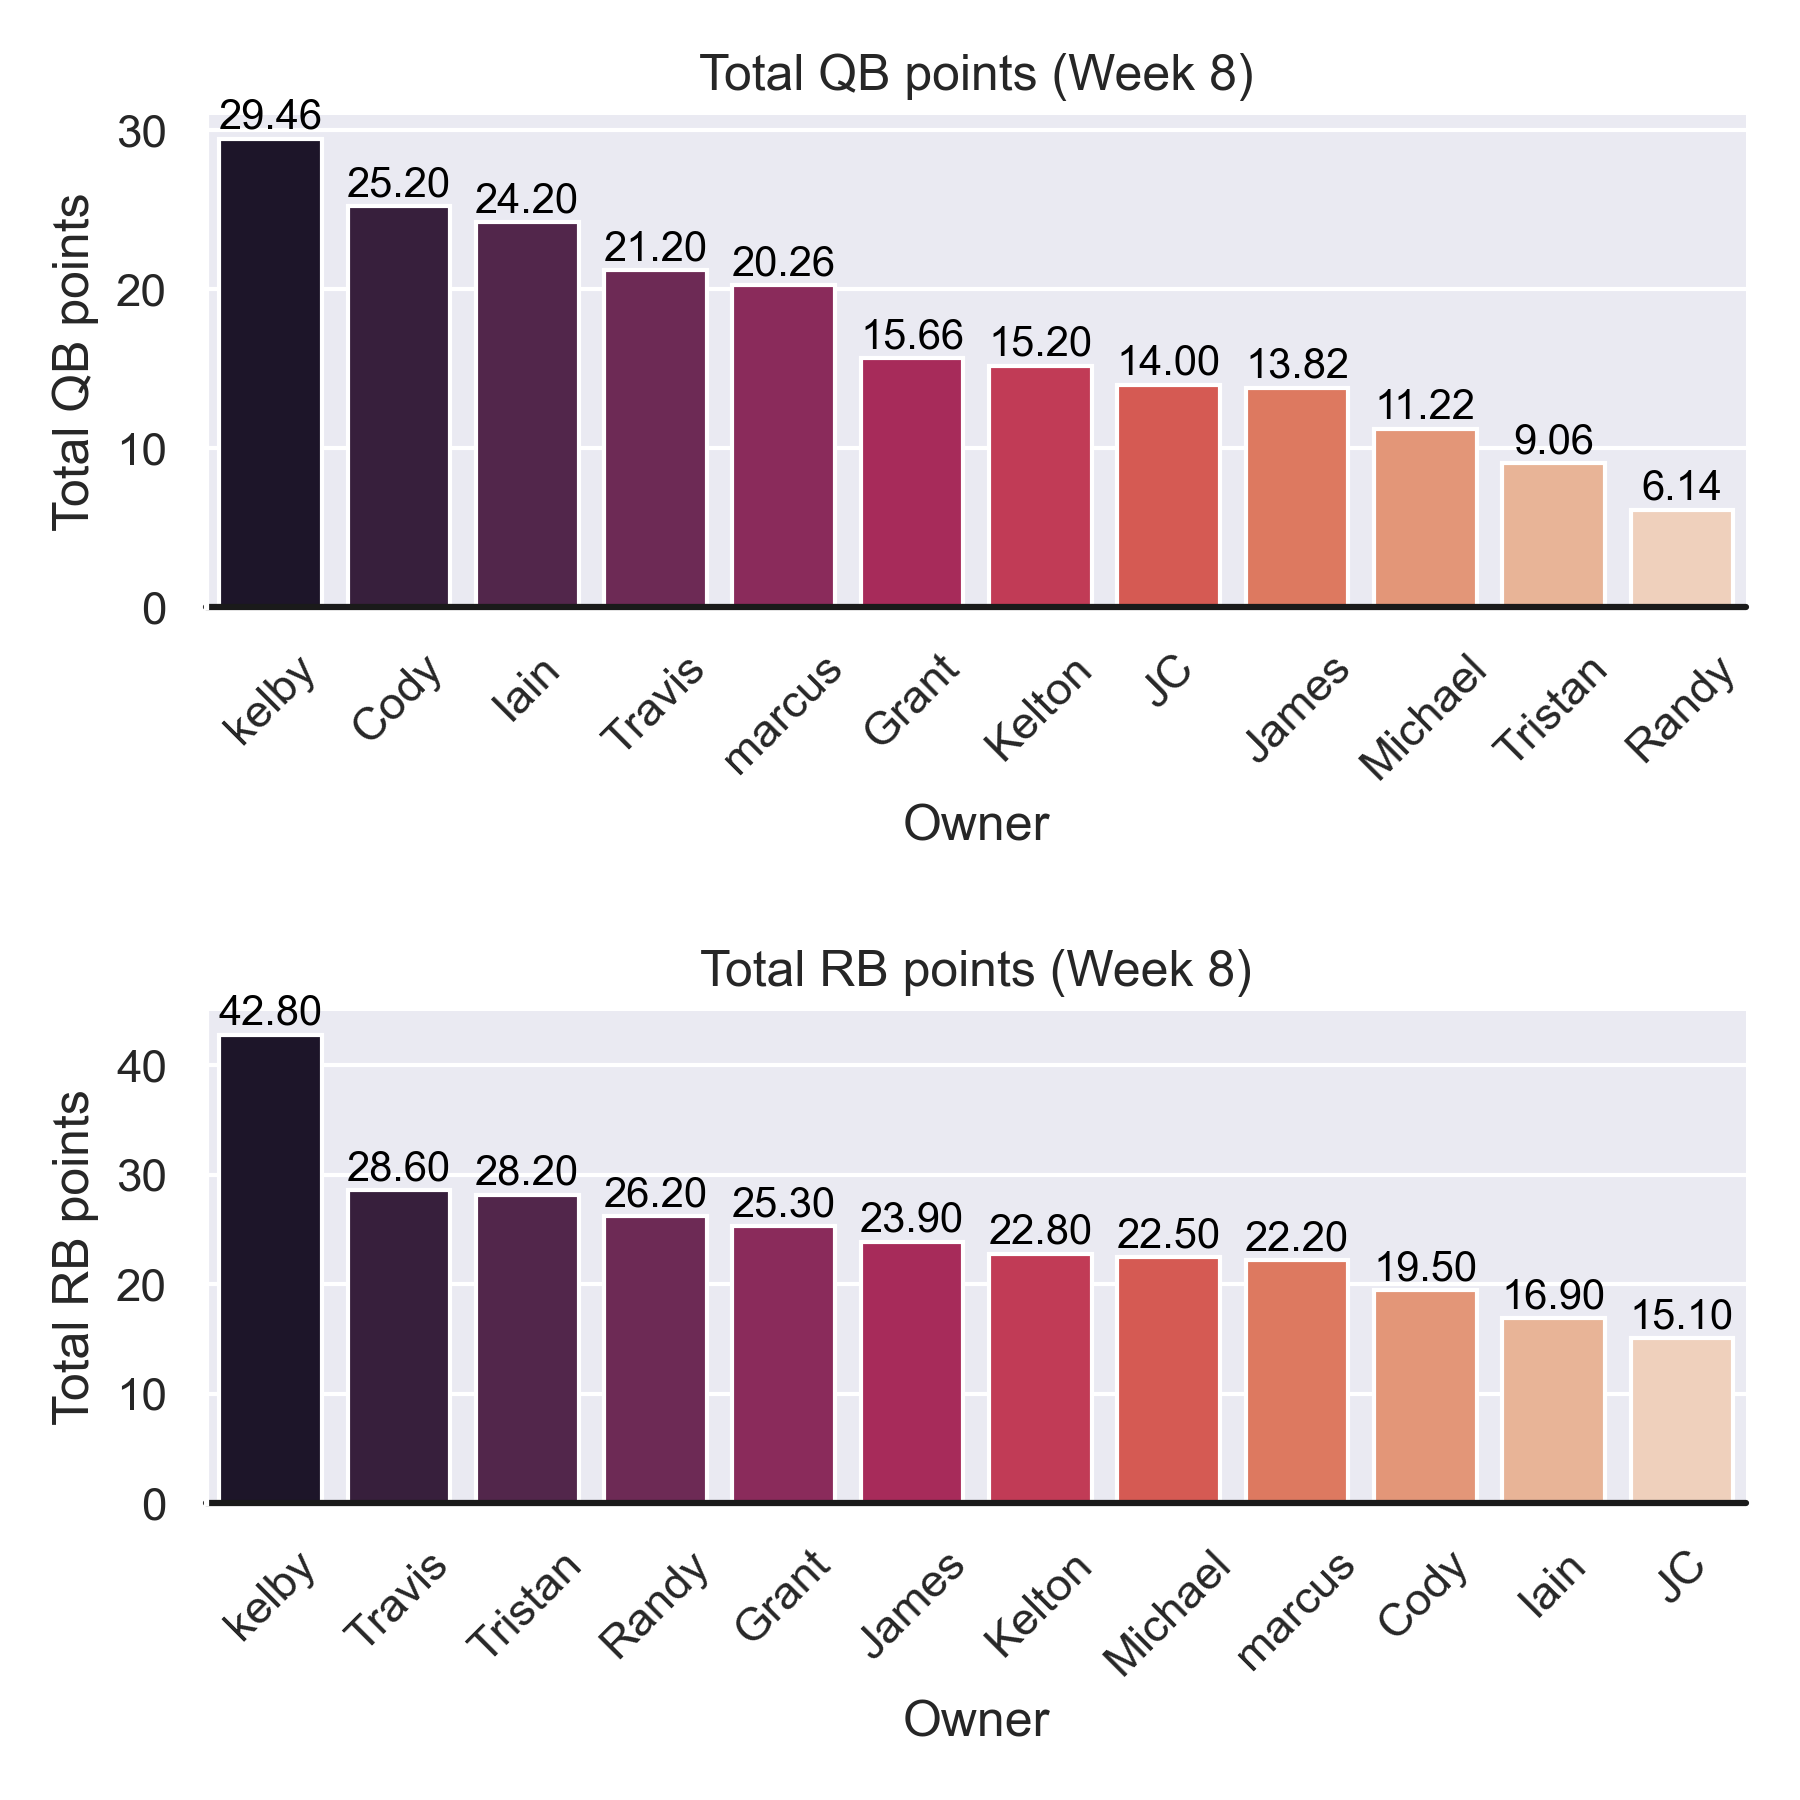 Total QB points (Week 8)
29.46
25.20
24.20
21.20
20.26
15.66
15.20
14.00
13.82
11.22
9.06
6.14
30
20
10
0
Total QB points
kelby
Cody
Iain
Travis
marcus
Grant
Kelton
JC
James
Michael
Tristan
Randy
Owner
Total RB points (Week 8)
42.80
28.60
28.20
26.20
25.30
23.90
22.80
22.50
22.20
19.50
16.90
15.10
40
30
20
10
0
Total RB points
kelby
Travis
Tristan
Randy
Grant
James
Kelton
Michael
marcus
Cody
Iain
JC
Owner